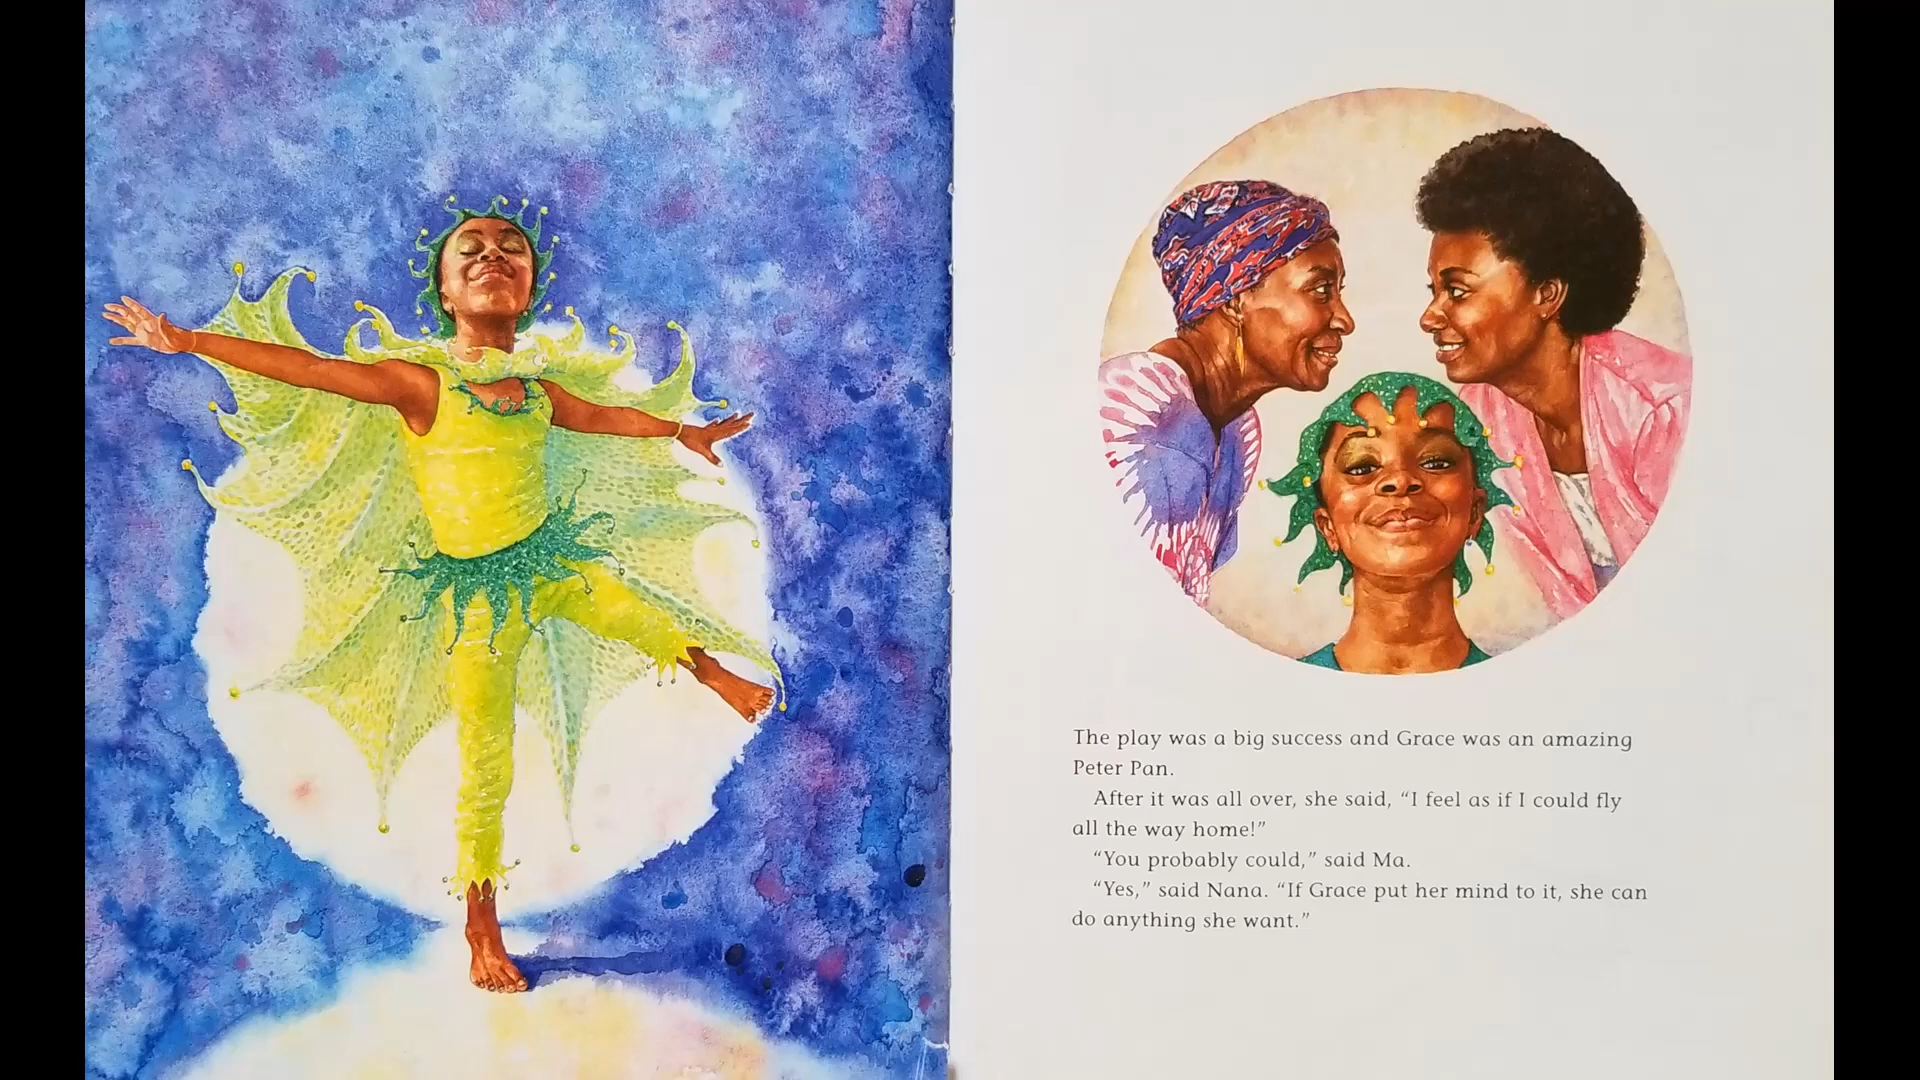 The play was a big success and Grace was an amazing
Peter Pan.
After it was all over, she said, “I feel as if I could fly
all the way home!”
“You probably could,” said Ma.
“Yes,” said Nana. “If Grace put her mind to it, she can
do anything she want.”